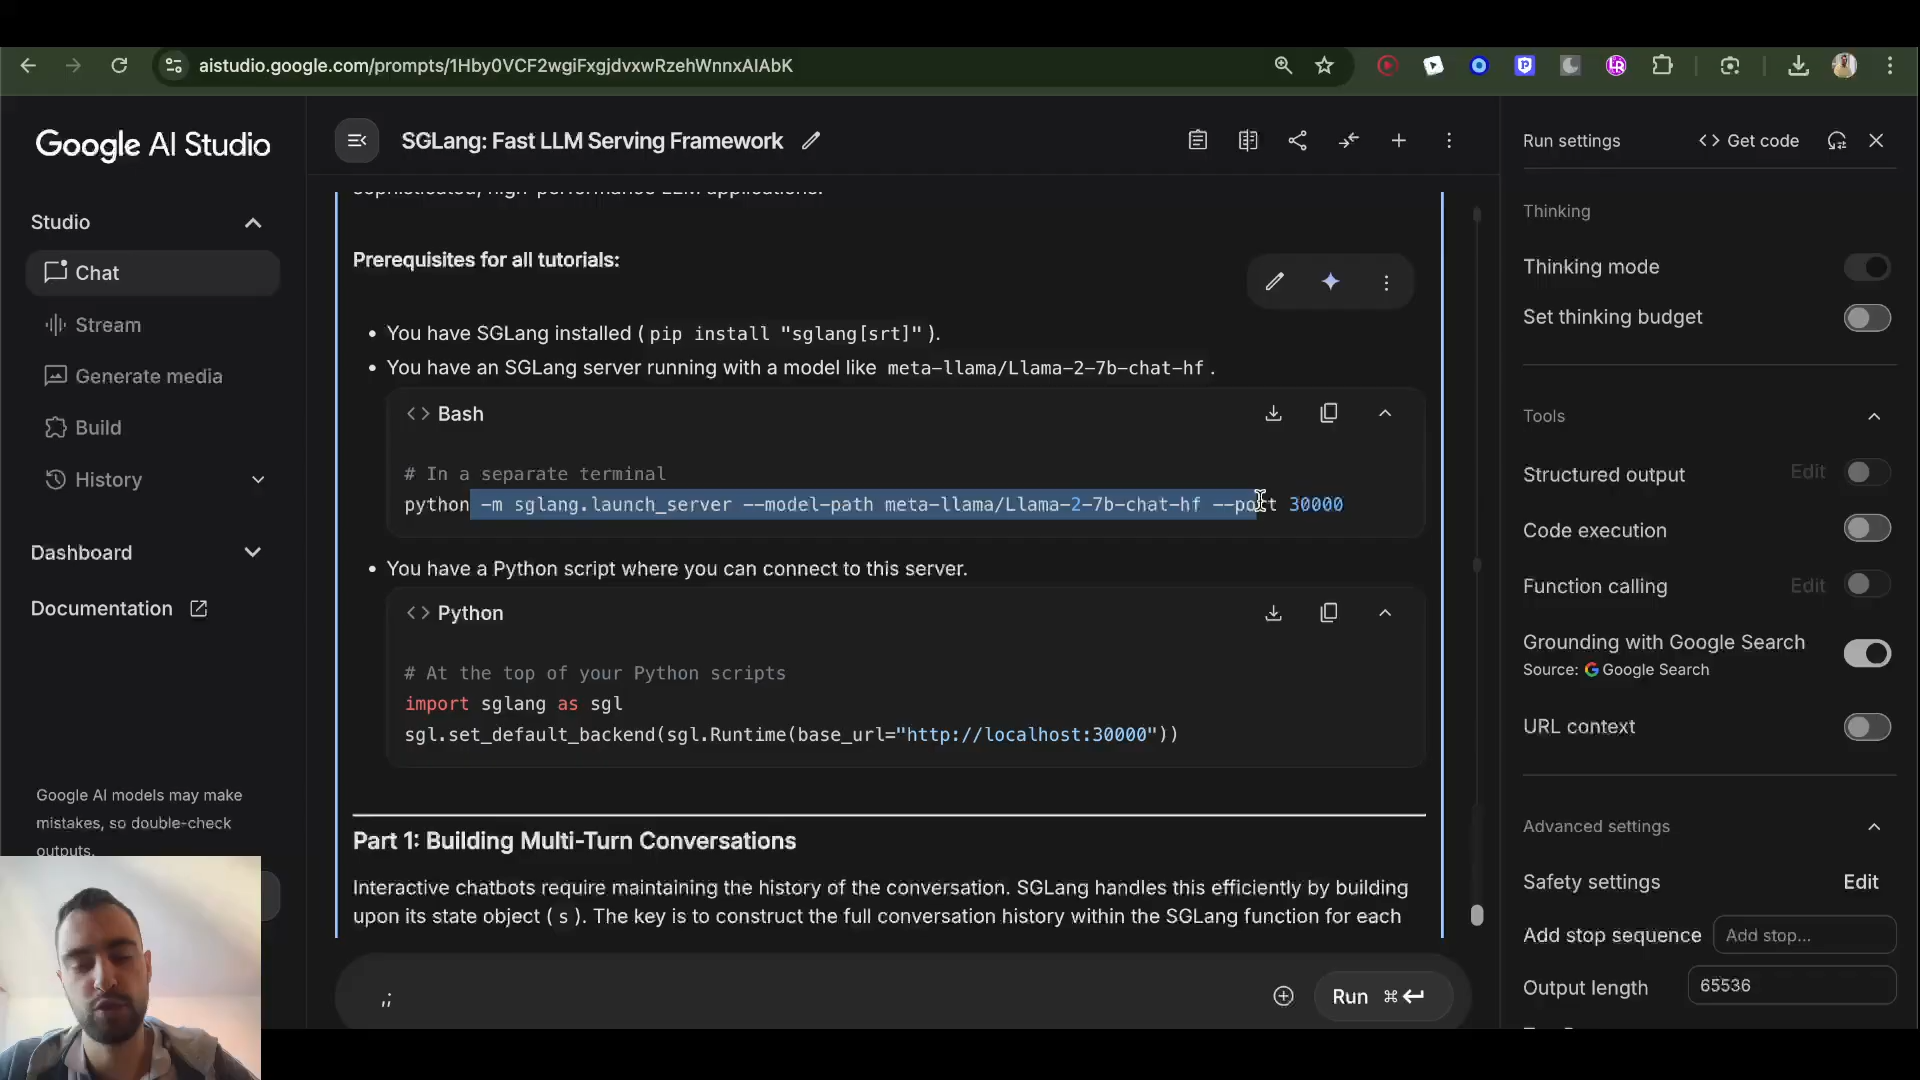 aistudio.google.com/prompts/1Hby0VCF2wgiFxgjdvxwRzehWnnxAlAbK
Google AI Studio
Studio
Chat
Stream
Generate media
Build
History
Dashboard
Documentation
Google AI models may make
mistakes, so double-check
outputs.
SGLang: Fast LLM Serving Framework
sophisticated, high-performance LLM applications.
Prerequisites for all tutorials:
• You have SGLang installed ( pip install "sglang[srt]" ).
• You have an SGLang server running with a model like meta-llama/Llama-2-7b-chat-hf .
<> Bash
# In a separate terminal
python -m sglang.launch_server --model-path meta-llama/Llama-2-7b-chat-hf --port 30000
• You have a Python script where you can connect to this server.
<> Python
# At the top of your Python scripts
import sglang as sgl
sgl.set_default_backend(sgl.Runtime(base_url="http://localhost:30000"))
Part 1: Building Multi-Turn Conversations
Interactive chatbots require maintaining the history of the conversation. SGLang handles this efficiently by building
upon its state object ( s ). The key is to construct the full conversation history within the SGLang function for each
,;
Run ⌘ ↵
Run settings
<> Get code
Thinking
Thinking mode
Set thinking budget
Tools
Structured output Edit
Code execution
Function calling Edit
Grounding with Google Search
Source: G Google Search
URL context
Advanced settings
Safety settings Edit
Add stop sequence Add stop...
Output length 65536